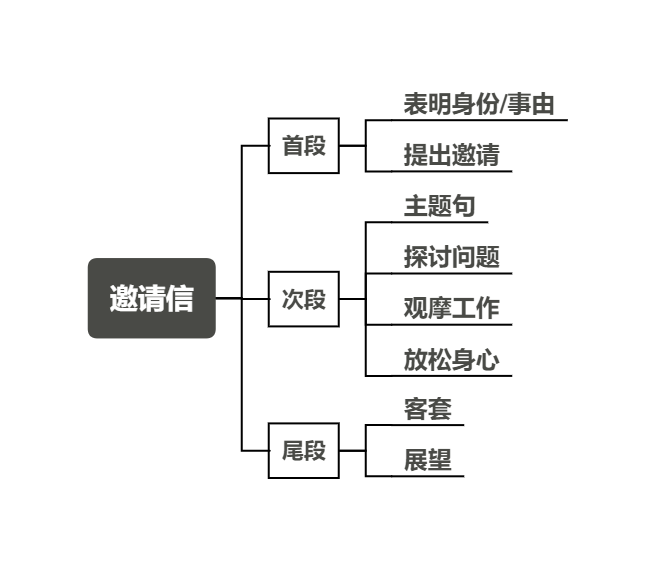 邀请信
首段
表明身份/事由
提出邀请
次段
主题句
探讨问题
观摩工作
放松身心
尾段
客套
展望